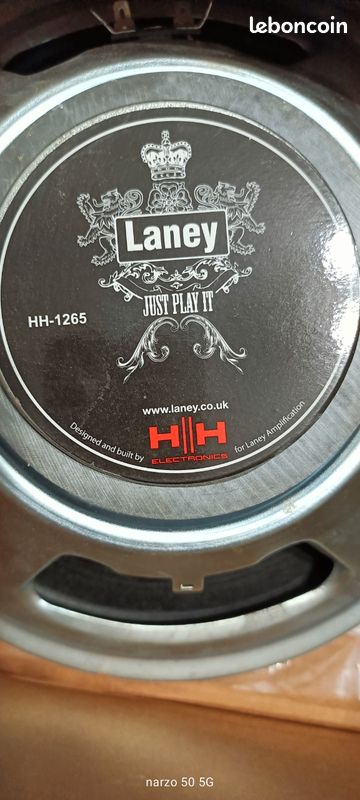 leboncoin
Laney
JUST PLAY IT
HH-1265
www.laney.co.uk
Designed and built by HH for Laney Amplification
ELECTRONICS
narzo 50 5G